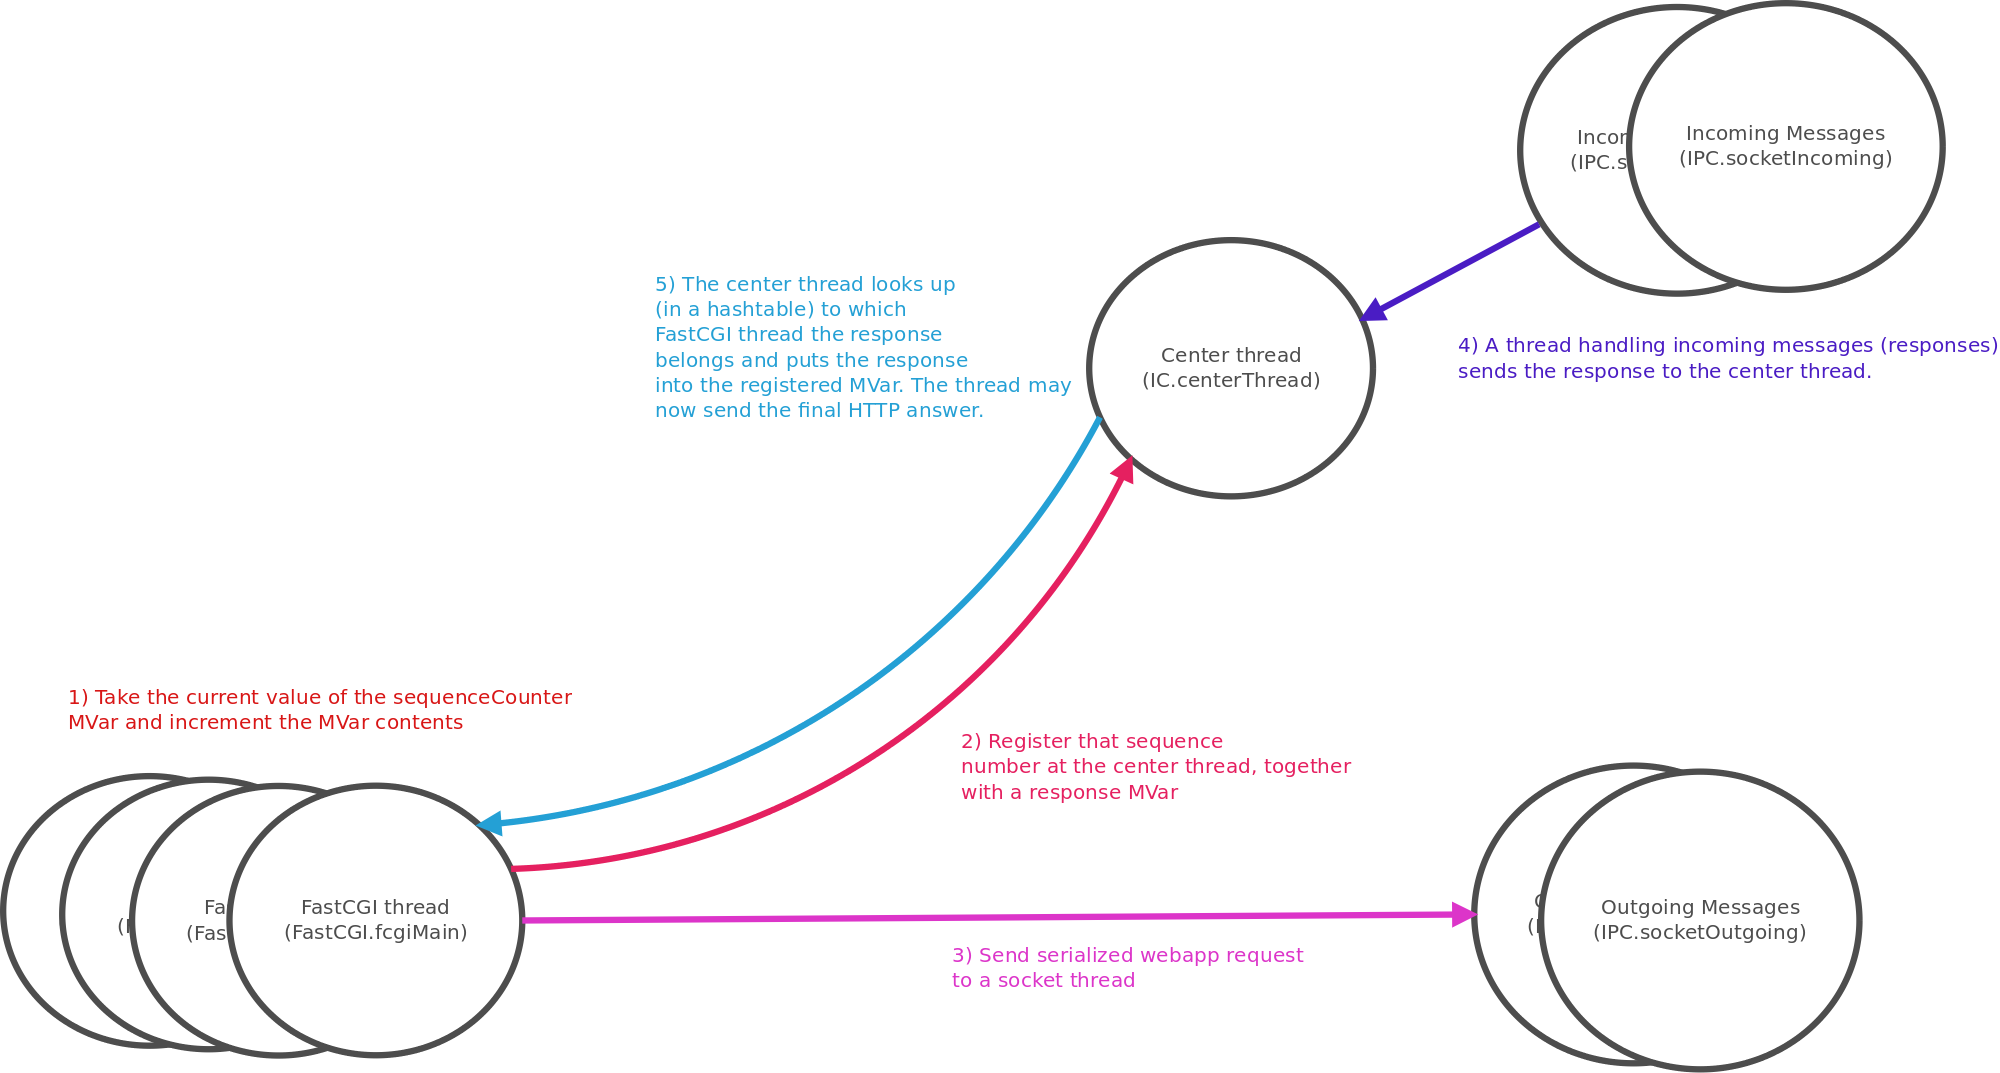 Incoming Messages
(IPC.socketIncoming)
5) The center thread looks up
(in a hashtable) to which
FastCGI thread the response
belongs and puts the response
into the registered MVar. The thread may
now send the final HTTP answer.
Center thread
(IC.centerThread)
4) A thread handling incoming messages (responses)
sends the response to the center thread.
1) Take the current value of the sequenceCounter
MVar and increment the MVar contents
2) Register that sequence
number at the center thread, together
with a response MVar
FastCGI thread
(FastCGI.fcgiMain)
Outgoing Messages
(IPC.socketOutgoing)
3) Send serialized webapp request
to a socket thread